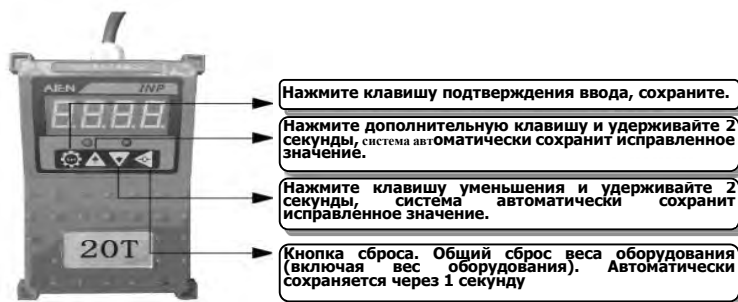 AIEN INP
8.8.8.8.
SET
20T
Нажмите клавишу подтверждения ввода, сохраните.
Нажмите дополнительную клавишу и удерживайте 2
секунды, система автоматически сохранит исправленное
значение.
Нажмите клавишу уменьшения и удерживайте 2
секунды, система автоматически сохранит
исправленное значение.
Кнопка сброса. Общий сброс веса оборудования
(включая вес оборудования). Автоматически
сохраняется через 1 секунду